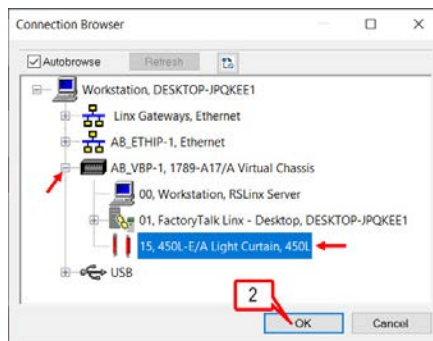 Connection Browser
Autobrowse
Refresh
Workstation, DESKTOP-JPQKEE1
Linx Gateways, Ethernet
AB_ETHIP-1, Ethernet
AB_VBP-1, 1789-A17/A Virtual Chassis
00, Workstation, RSLinx Server
01, FactoryTalk Linx - Desktop, DESKTOP-JPQKEE1
15, 450L-E/A Light Curtain, 450L
USB
2
OK
Cancel